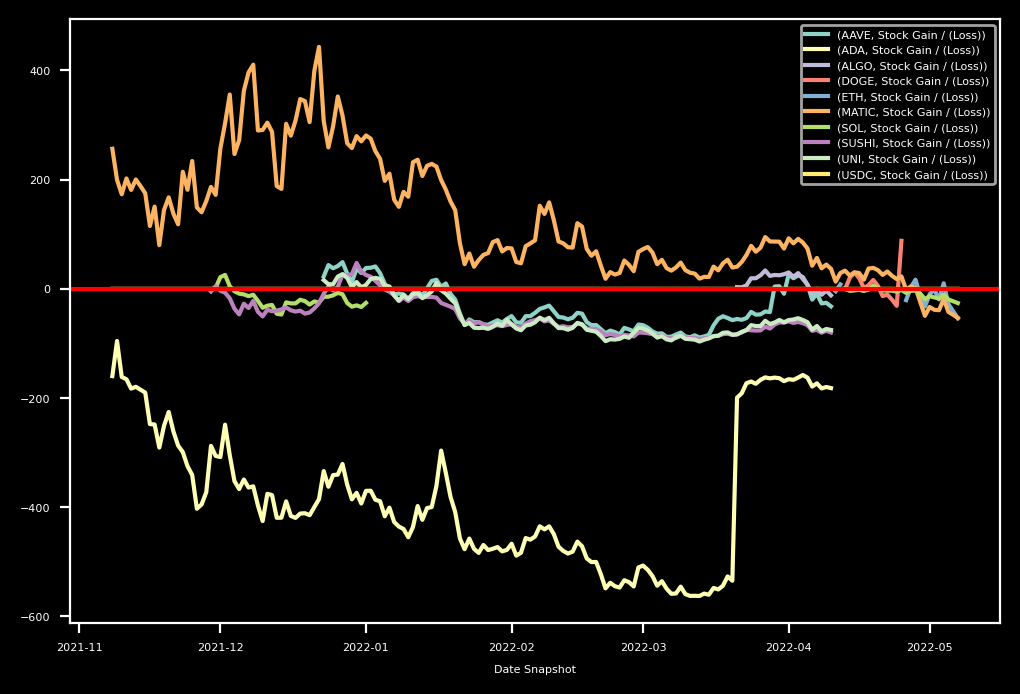 400
200
0
−200
−400
−600
2021-11
2021-12
2022-01
2022-02
2022-03
2022-04
2022-05
Date Snapshot
(AAVE, Stock Gain / (Loss))
(ADA, Stock Gain / (Loss))
(ALGO, Stock Gain / (Loss))
(DOGE, Stock Gain / (Loss))
(ETH, Stock Gain / (Loss))
(MATIC, Stock Gain / (Loss))
(SOL, Stock Gain / (Loss))
(SUSHI, Stock Gain / (Loss))
(UNI, Stock Gain / (Loss))
(USDC, Stock Gain / (Loss))